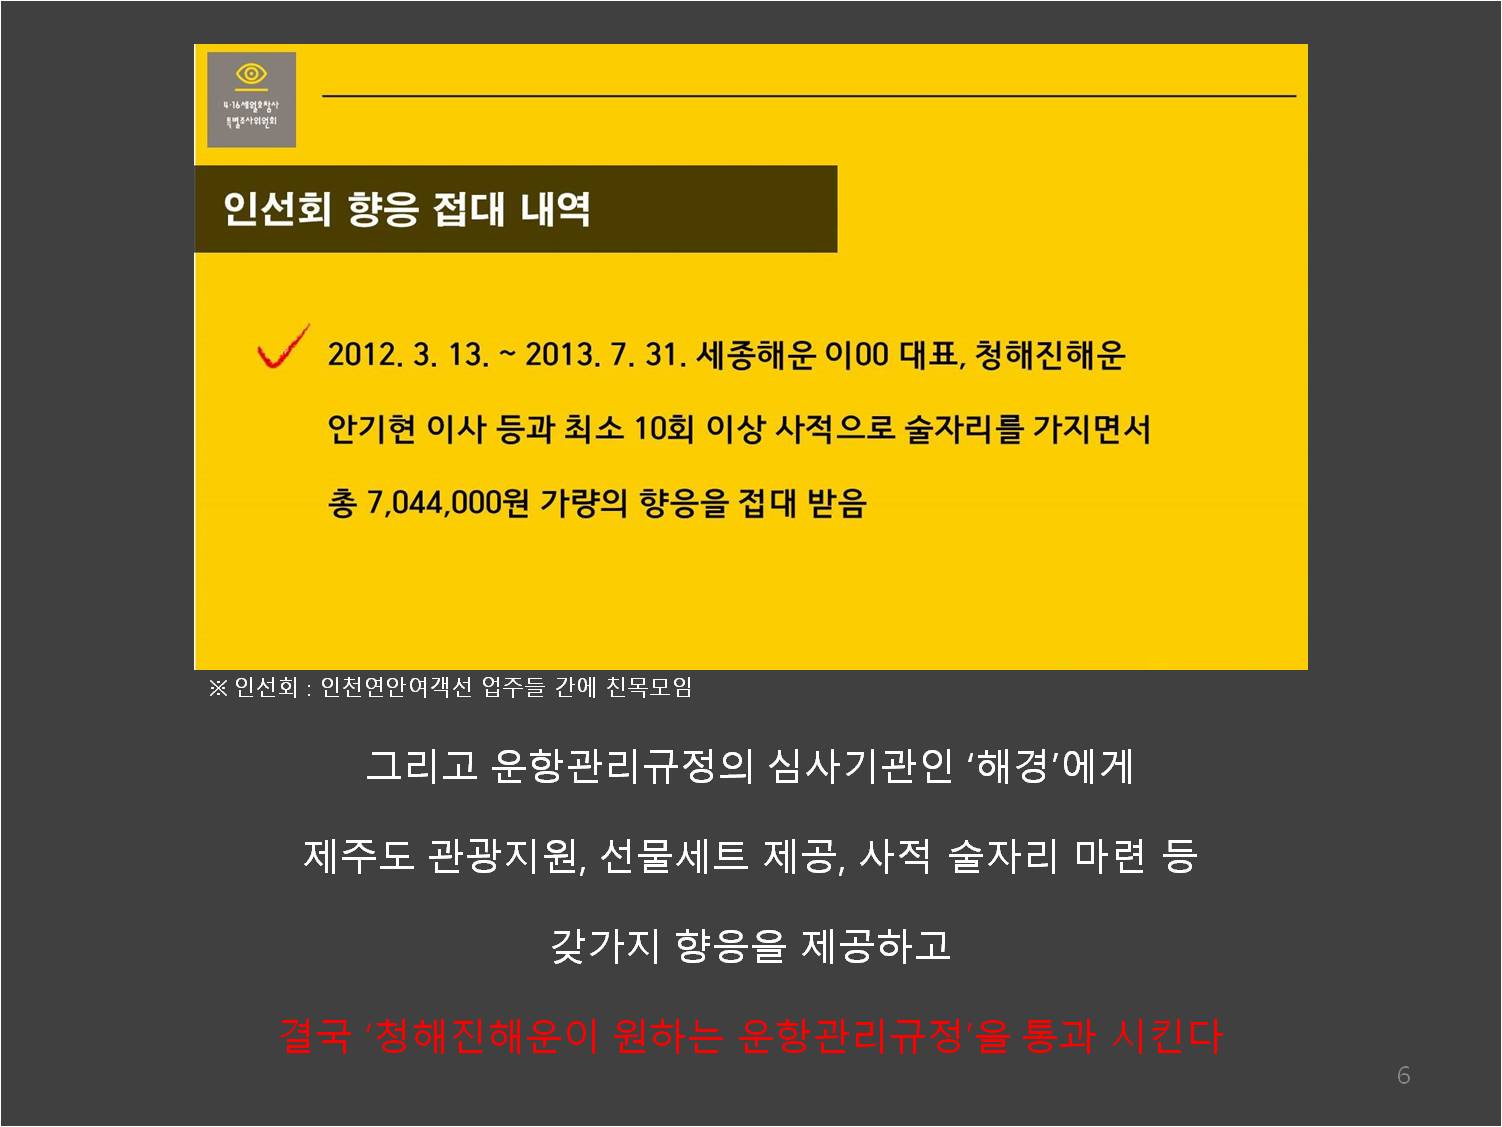 4·16세월호참사
특별조사위원회
인선회 향응 접대 내역
2012. 3. 13. ~ 2013. 7. 31. 세종해운 이00 대표, 청해진해운
안기현 이사 등과 최소 10회 이상 사적으로 술자리를 가지면서
총 7,044,000원 가량의 향응을 접대 받음
※ 인선회 : 인천연안여객선 업주들 간에 친목모임
그리고 운항관리규정의 심사기관인 ‘해경’에게
제주도 관광지원, 선물세트 제공, 사적 술자리 마련 등
갖가지 향응을 제공하고
결국 ‘청해진해운이 원하는 운항관리규정’을 통과 시킨다
6